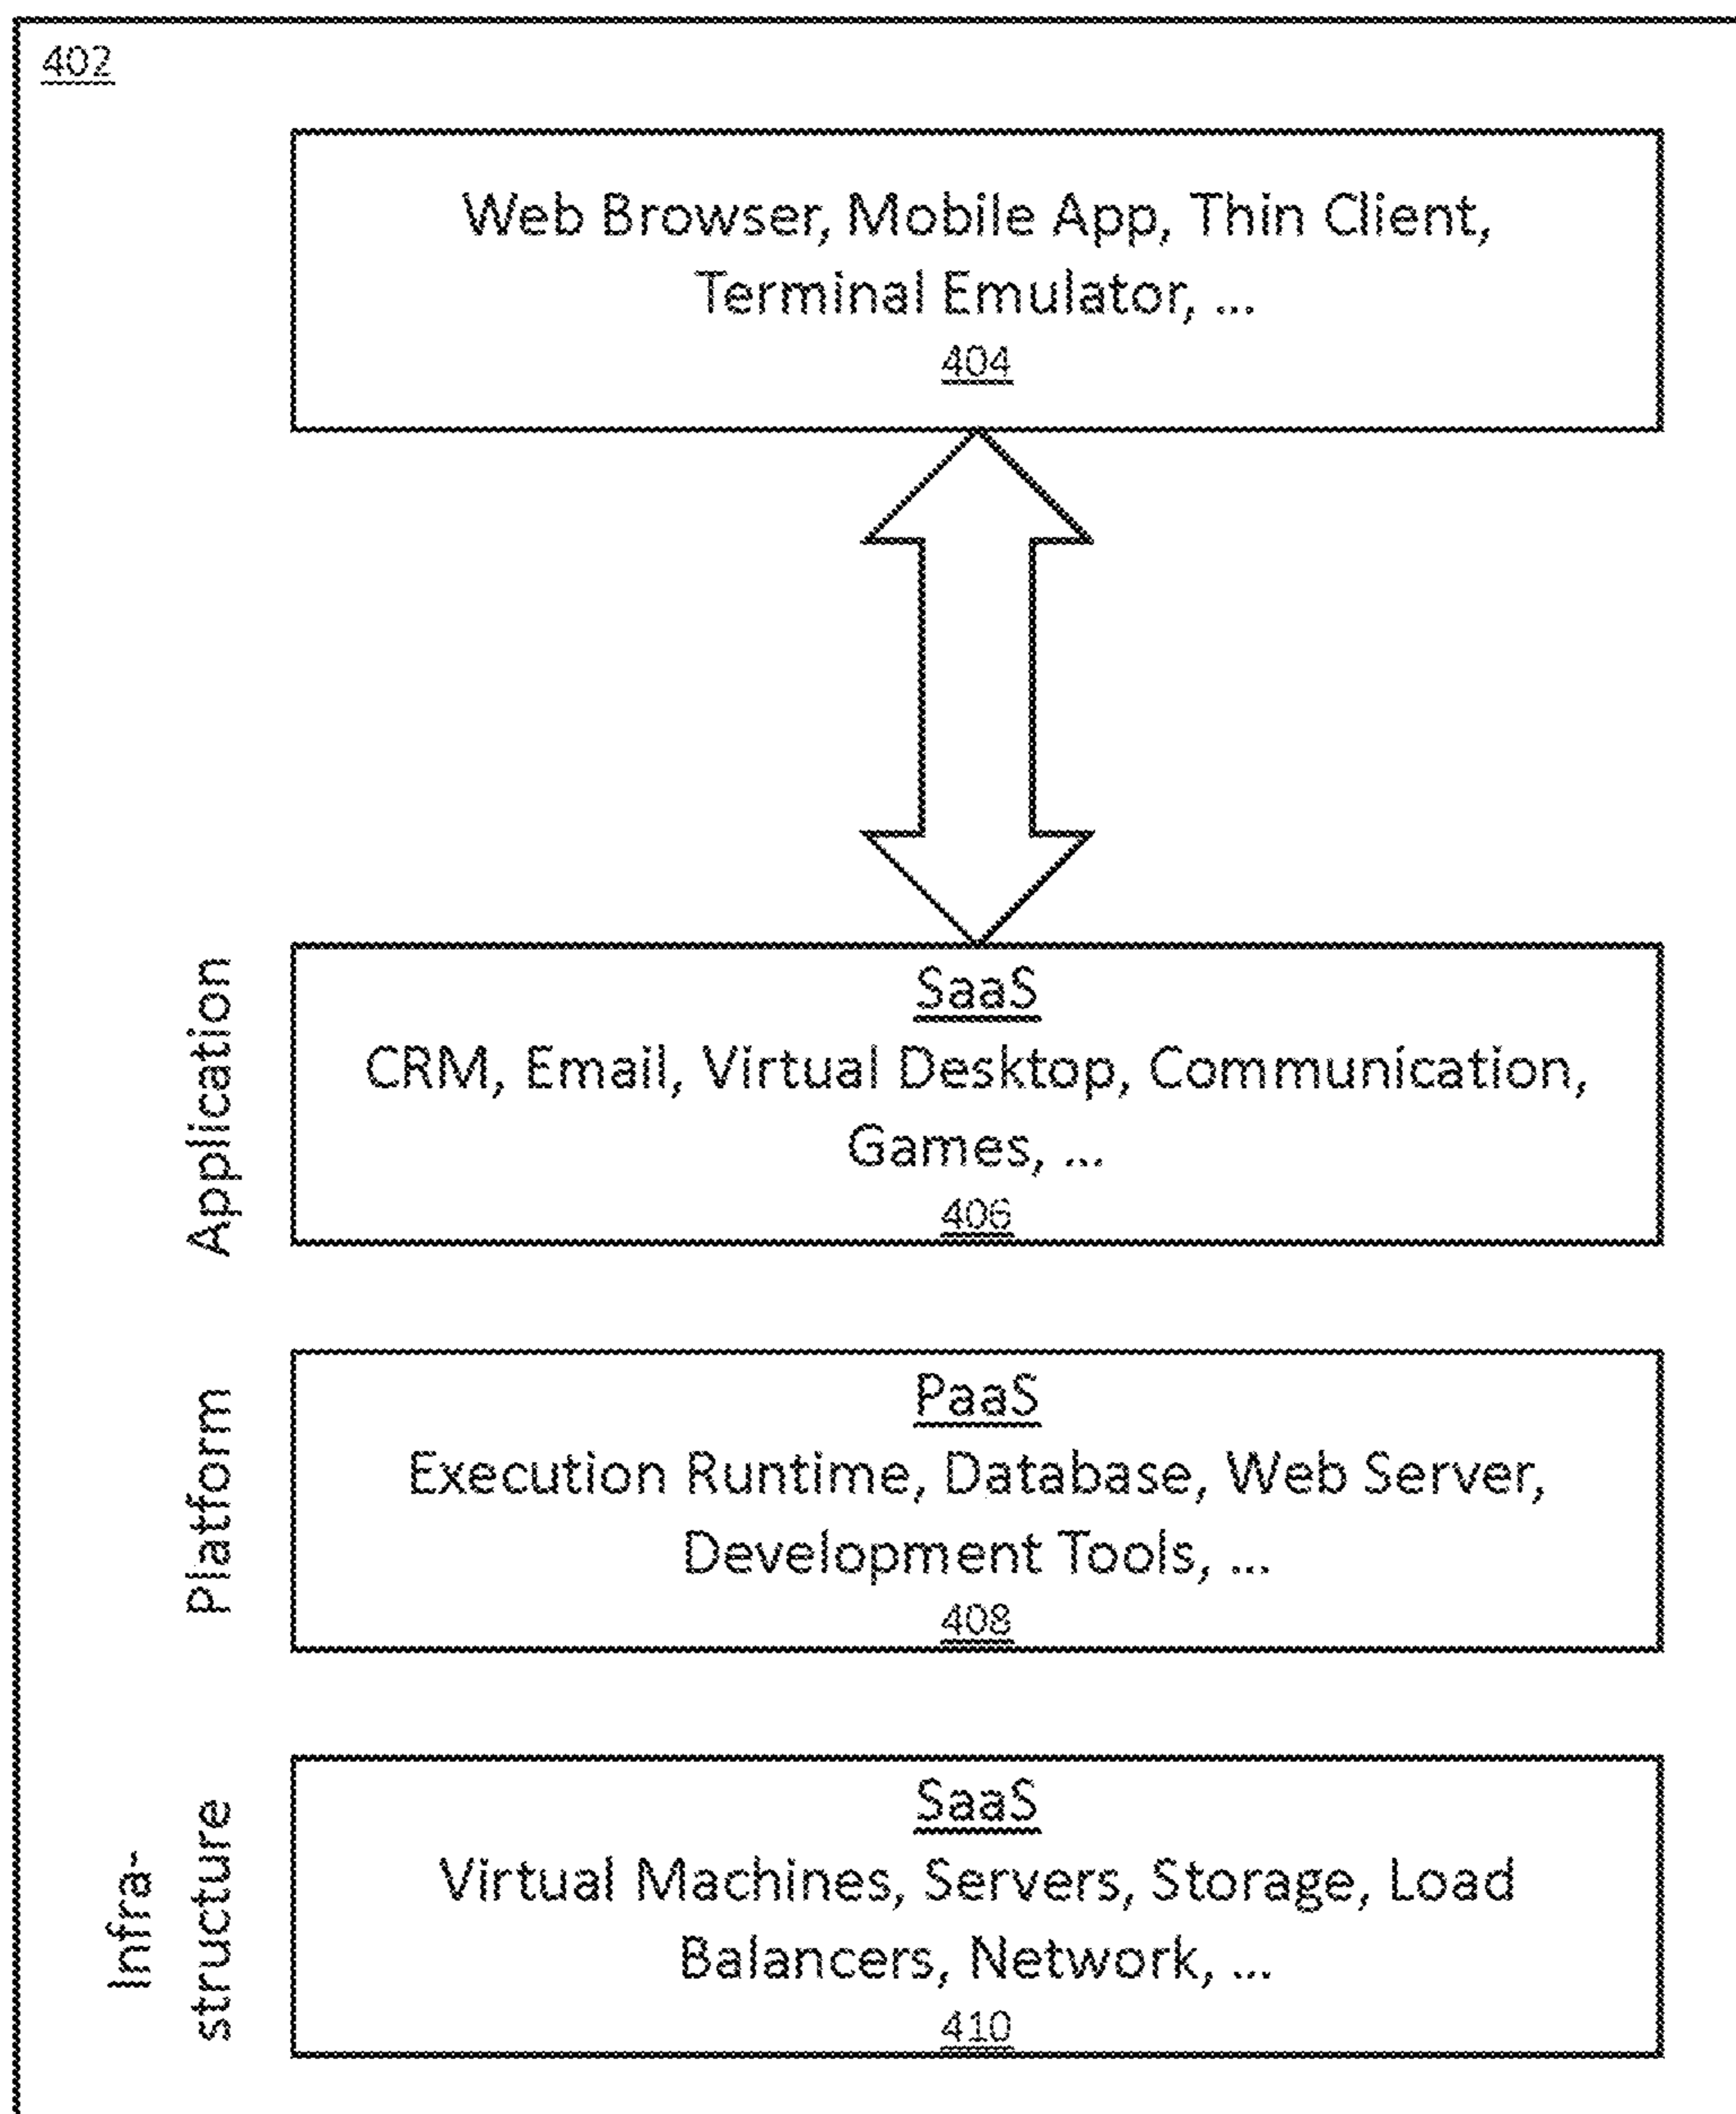 402
Web Browser, Mobile App, Thin Client,
Terminal Emulator, ...
404
Application
SaaS
CRM, Email, Virtual Desktop, Communication,
Games, ...
406
Platform
PaaS
Execution Runtime, Database, Web Server,
Development Tools, ...
408
Infra-
structure
SaaS
Virtual Machines, Servers, Storage, Load
Balancers, Network, ...
410